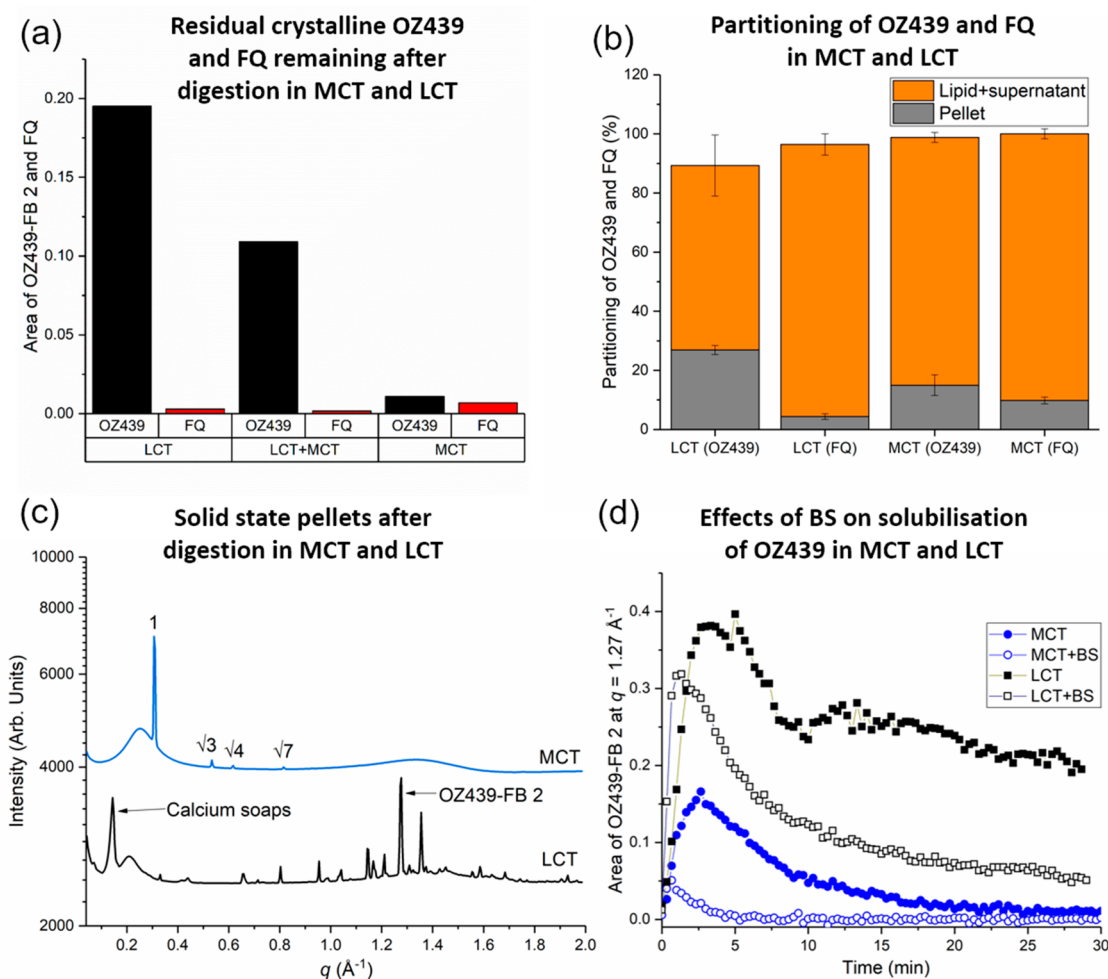 (a)
Residual crystalline OZ439
and FQ remaining after
digestion in MCT and LCT
Area of OZ439-FB 2 and FQ
0.20
0.15
0.10
0.05
0.00
OZ439 FQ OZ439 FQ OZ439 FQ
LCT LCT+MCT MCT
(b)
Partitioning of OZ439 and FQ
in MCT and LCT
Partitioning of OZ439 and FQ (%)
120
100
80
60
40
20
0
Lipid+supernatant
Pellet
LCT (OZ439) LCT (FQ) MCT (OZ439) MCT (FQ)
(c)
Solid state pellets after
digestion in MCT and LCT
Intensity (Arb. Units)
10000
8000
6000
4000
2000
1
√3
√4
√7
MCT
Calcium soaps
OZ439-FB 2
LCT
0.2 0.4 0.6 0.8 1.0 1.2 1.4 1.6 1.8 2.0
q (Å⁻¹)
(d)
Effects of BS on solubilisation
of OZ439 in MCT and LCT
Area of OZ439-FB 2 at q = 1.27 Å⁻¹
0.4
0.3
0.2
0.1
0.0
MCT
MCT+BS
LCT
LCT+BS
0 5 10 15 20 25 30
Time (min)